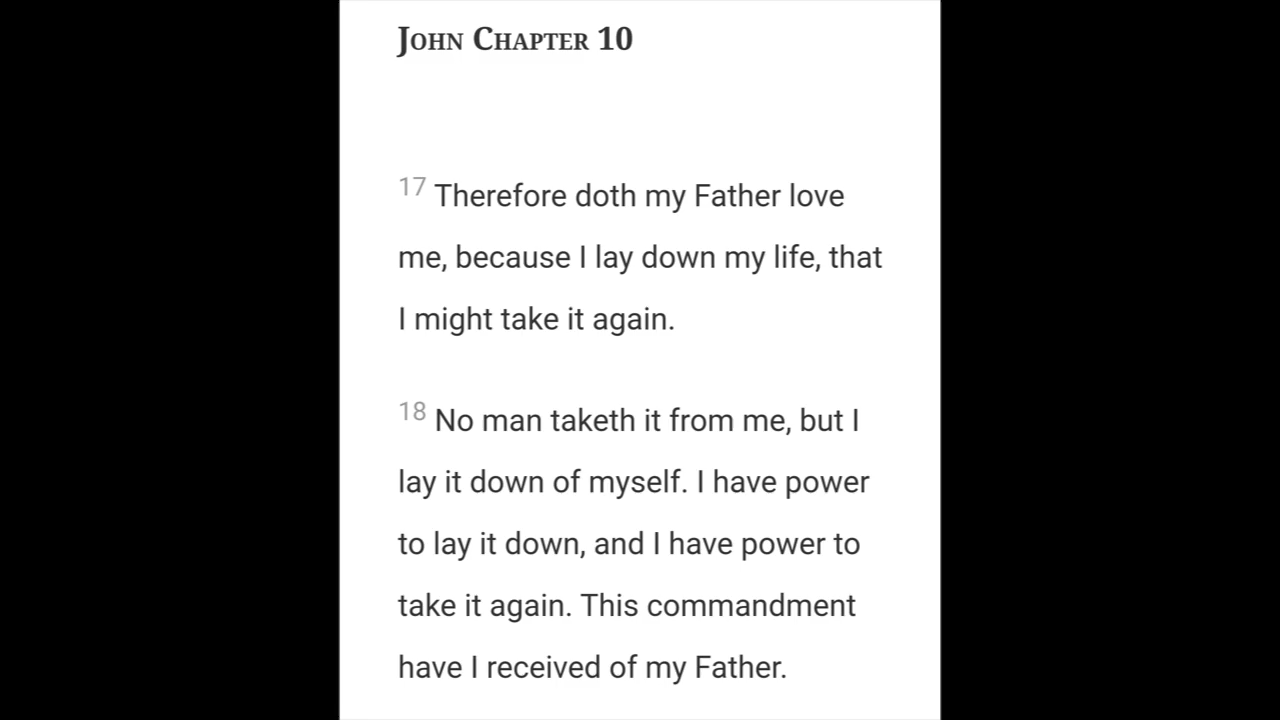 John Chapter 10
17 Therefore doth my Father love
me, because I lay down my life, that
I might take it again.
18 No man taketh it from me, but I
lay it down of myself. I have power
to lay it down, and I have power to
take it again. This commandment
have I received of my Father.